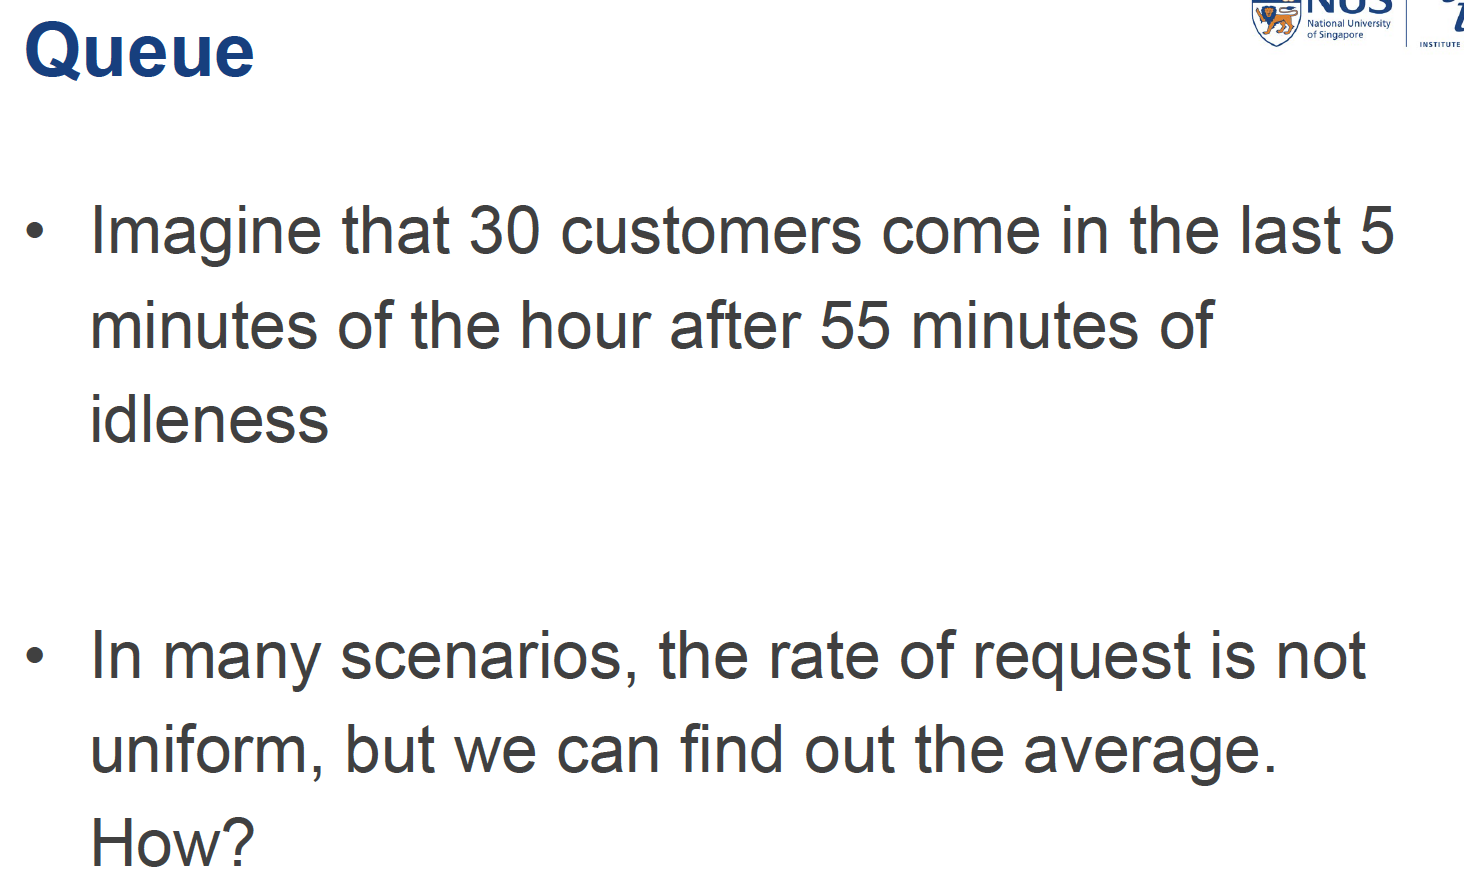 Queue
NUS
National University
of Singapore
INSTITUTE
• Imagine that 30 customers come in the last 5
minutes of the hour after 55 minutes of
idleness
• In many scenarios, the rate of request is not
uniform, but we can find out the average.
How?